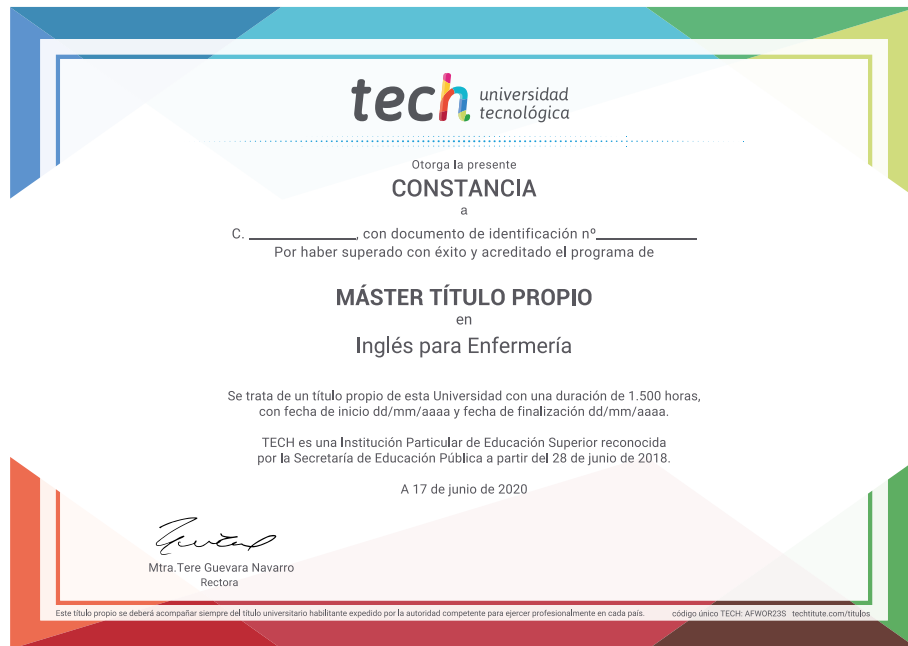 tech universidad
tecnológica
Otorga la presente
CONSTANCIA
a
C. ____________, con documento de identificación nº____________
Por haber superado con éxito y acreditado el programa de
MÁSTER TÍTULO PROPIO
en
Inglés para Enfermería
Se trata de un título propio de esta Universidad con una duración de 1.500 horas,
con fecha de inicio dd/mm/aaaa y fecha de finalización dd/mm/aaaa.
TECH es una Institución Particular de Educación Superior reconocida
por la Secretaría de Educación Pública a partir del 28 de junio de 2018.
A 17 de junio de 2020
Mtra.Tere Guevara Navarro
Rectora
Este título propio se deberá acompañar siempre del título universitario habilitante expedido por la autoridad competente para ejercer profesionalmente en cada país. código único TECH: AFWOR23S techtitute.com/titulos